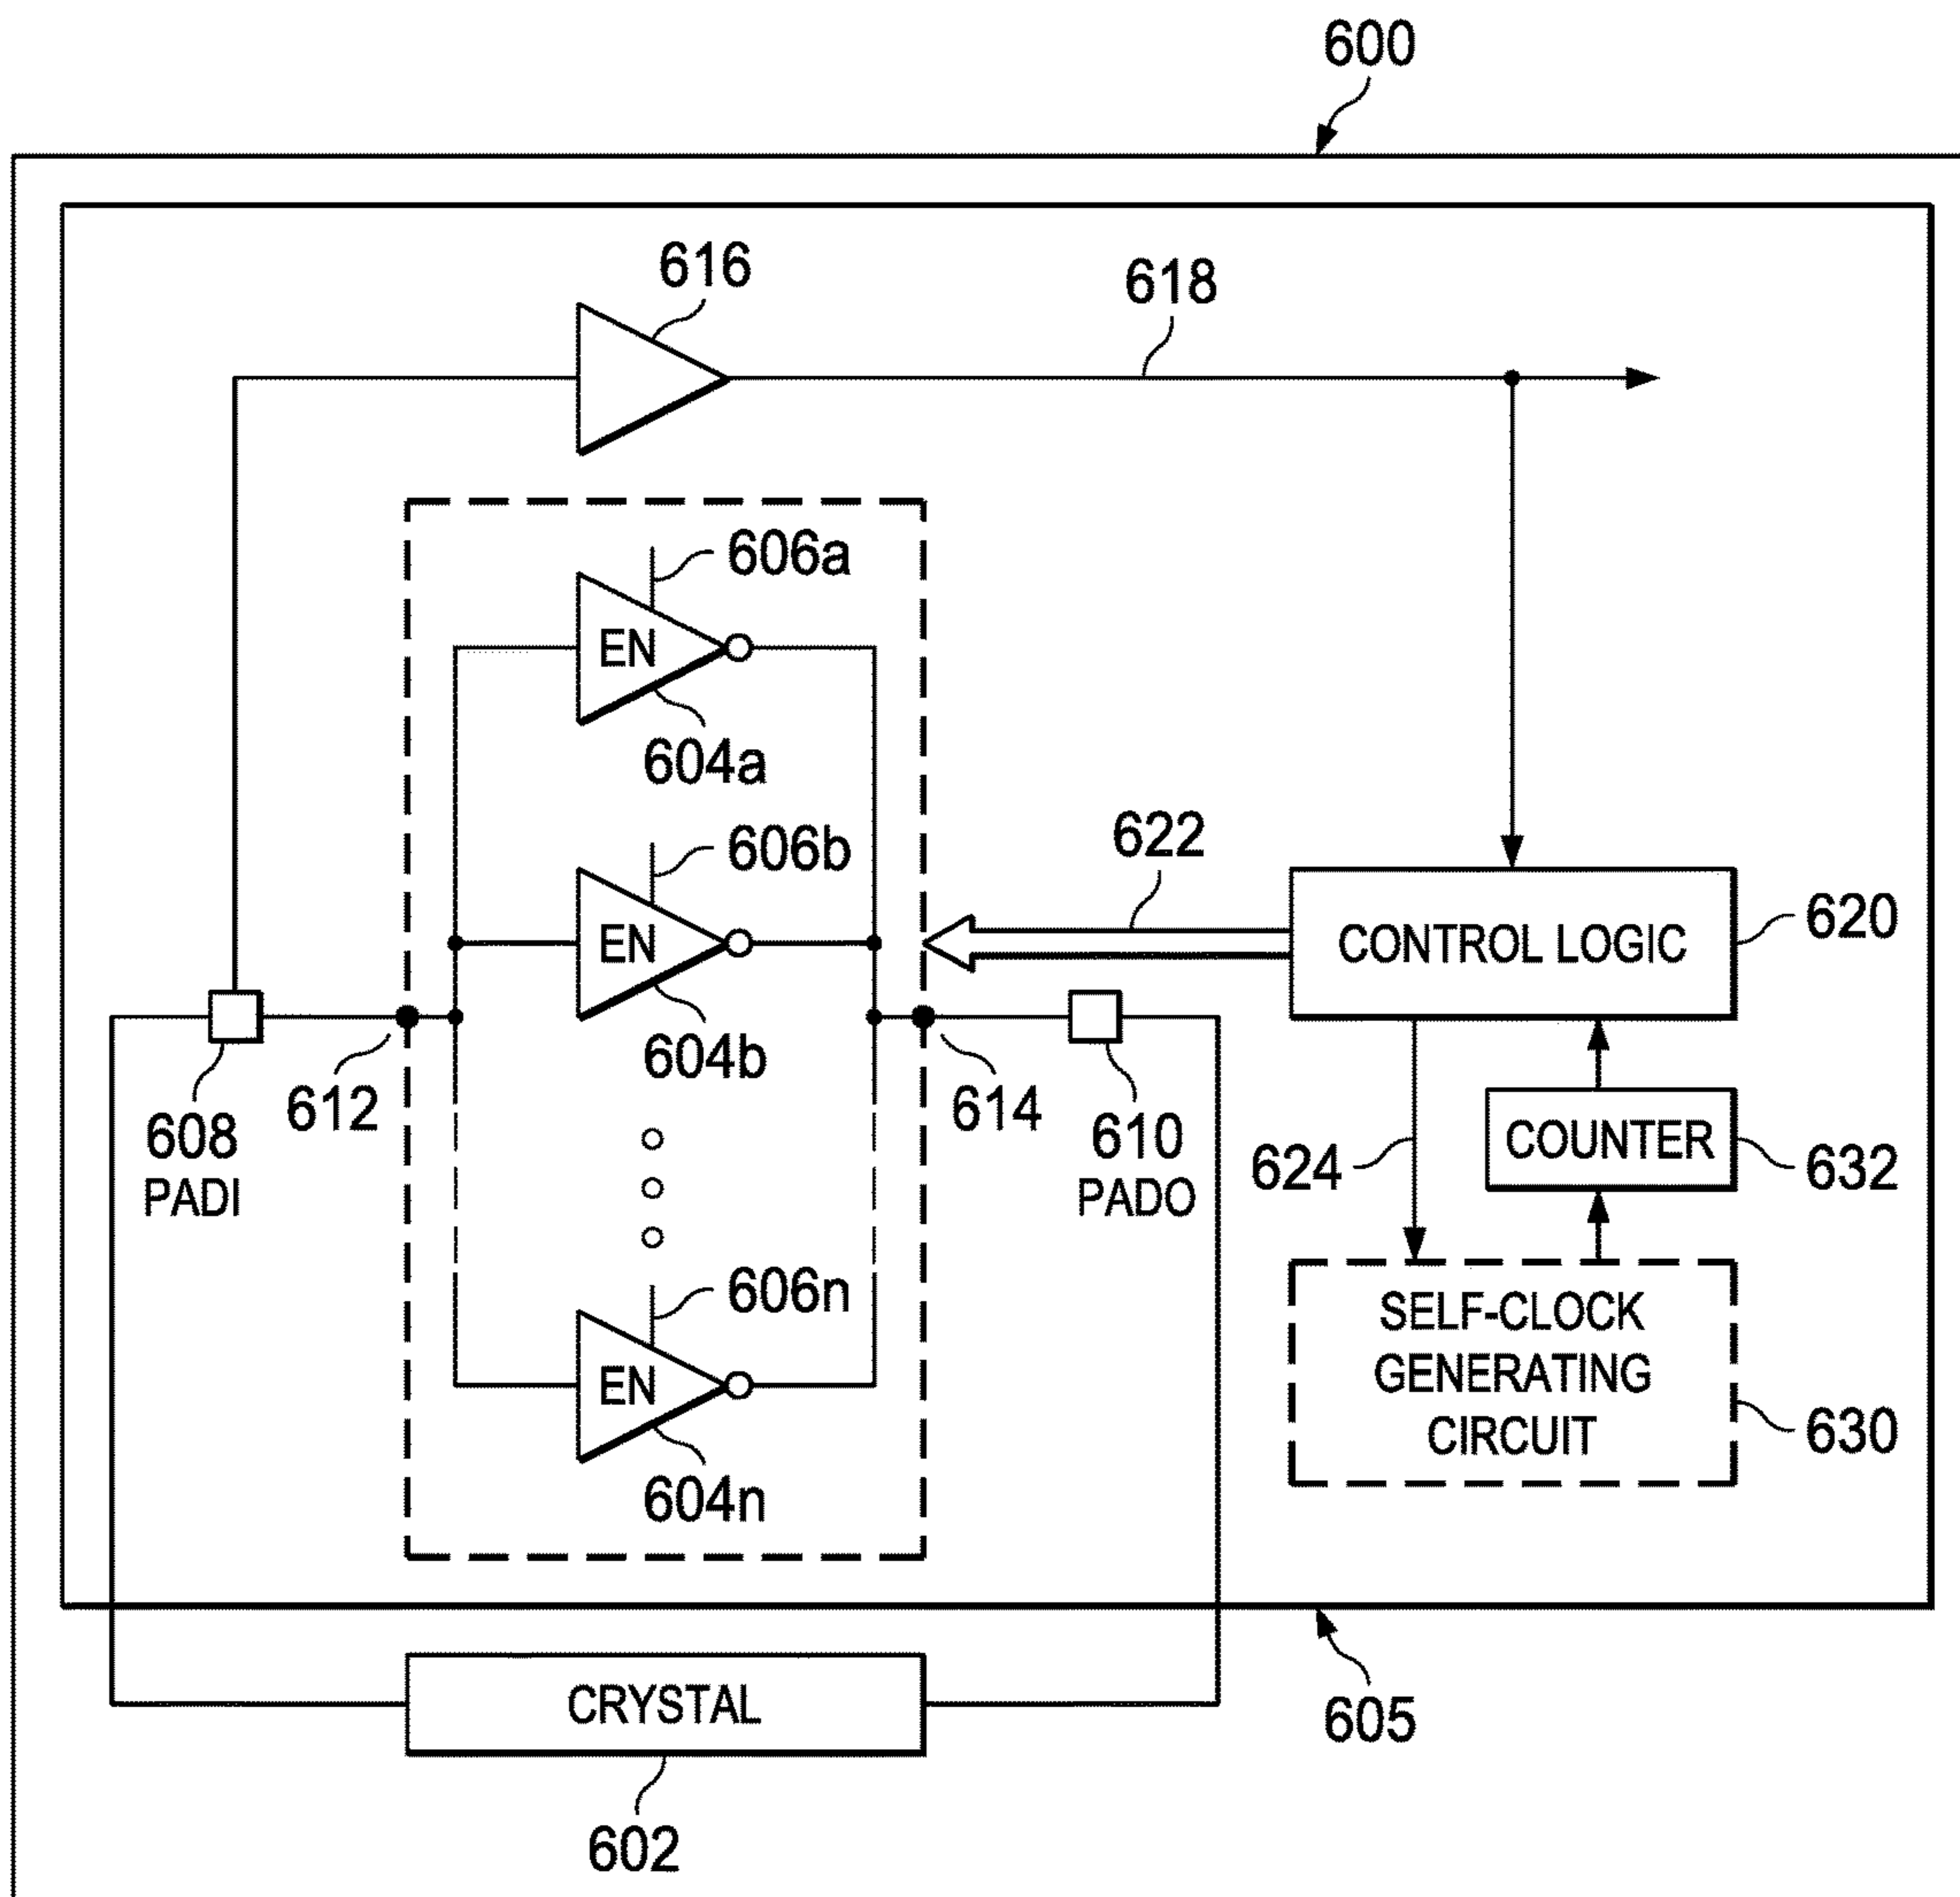 600
616
618
606a
EN
604a
606b
622
EN
CONTROL LOGIC
620
604b
612
614
608
PADI
610
PADO
624
COUNTER
632
606n
EN
604n
SELF-CLOCK
GENERATING
CIRCUIT
630
CRYSTAL
605
602